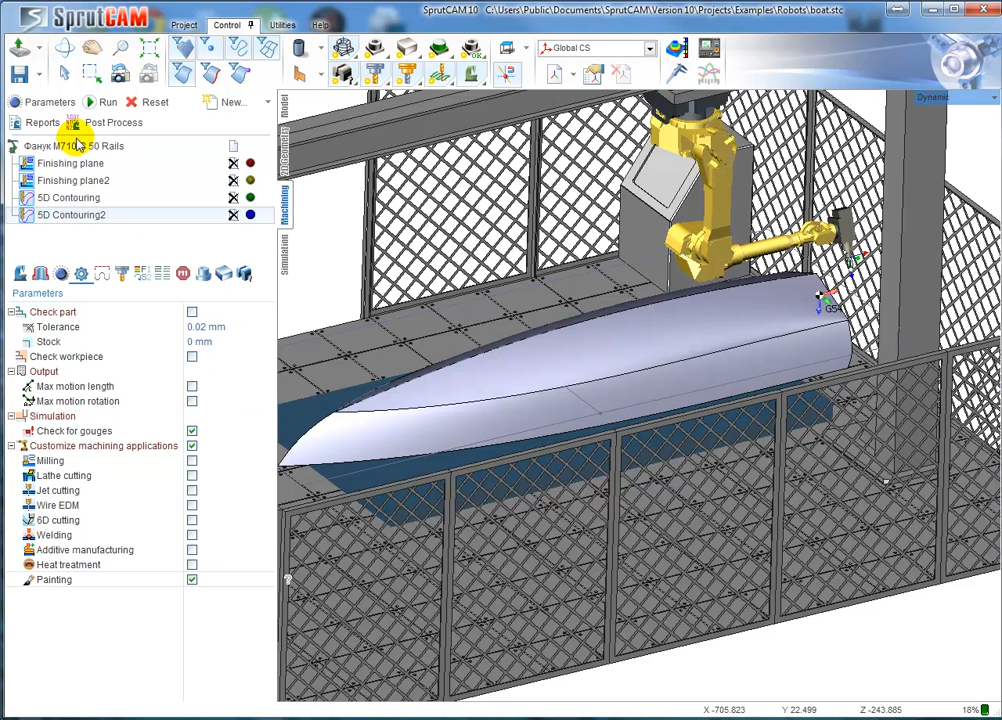 SprutCAM
SprutCAM 10 C:\Users\Public\Documents\SprutCAM\Version 10\Projects\Examples\Robots\boat.stc
Project
Control
Utilities
Help
Global CS
Parameters
Run
Reset
New...
Reports
Post Process
Dynamic
Model
2D Geometry
Machining
Simulation
50 Rails
Finishing plane
Finishing plane2
5D Contouring
5D Contouring2
Parameters
Check part
Tolerance 0.02 mm
Stock 0 mm
Check workpiece
Output
Max motion length
Max motion rotation
Simulation
Check for gouges
Customize machining applications
Milling
Lathe cutting
Jet cutting
Wire EDM
6D cutting
Welding
Additive manufacturing
Heat treatment
Painting
G54
X -705.823 Y 22.499 Z -243.885 18%